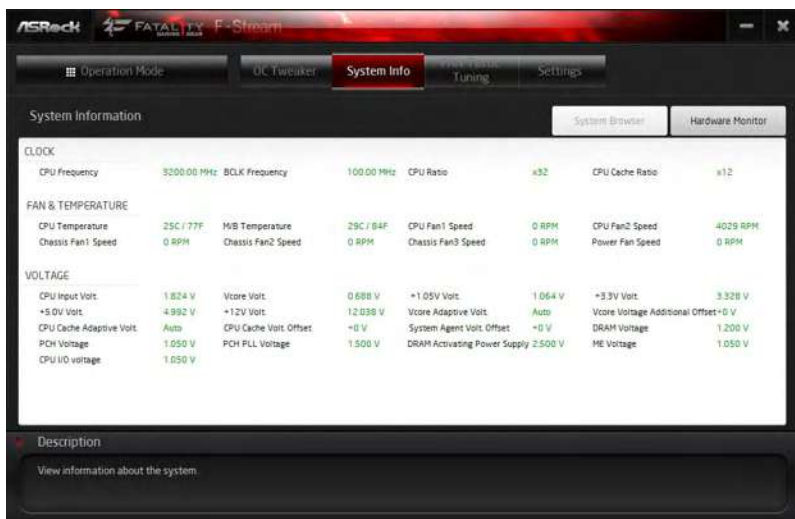 ASRock FATAL1TY GAMING GEAR F-Stream
Operation Mode OC Tweaker System Info Tuning Settings
System Information System Browser Hardware Monitor
CLOCK
CPU Frequency 3200.00 MHz BCLK Frequency 100.00 MHz CPU Ratio x32 CPU Cache Ratio x12
FAN & TEMPERATURE
CPU Temperature 25C / 77F M/B Temperature 29C / 84F CPU Fan1 Speed 0 RPM CPU Fan2 Speed 4029 RPM
Chassis Fan1 Speed 0 RPM Chassis Fan2 Speed 0 RPM Chassis Fan3 Speed 0 RPM Power Fan Speed 0 RPM
VOLTAGE
CPU Input Volt. 1.824 V Vcore Volt. 0.688 V +1.05V Volt. 1.064 V +3.3V Volt. 3.328 V
+5.0V Volt. 4.992 V +12V Volt. 12.038 V Vcore Adaptive Volt. Auto Vcore Voltage Additional Offset +0 V
CPU Cache Adaptive Volt. Auto CPU Cache Volt. Offset +0 V System Agent Volt. Offset +0 V DRAM Voltage 1.200 V
PCH Voltage 1.050 V PCH PLL Voltage 1.500 V DRAM Activating Power Supply 2.500 V ME Voltage 1.050 V
CPU I/O voltage 1.050 V
Description
View information about the system.